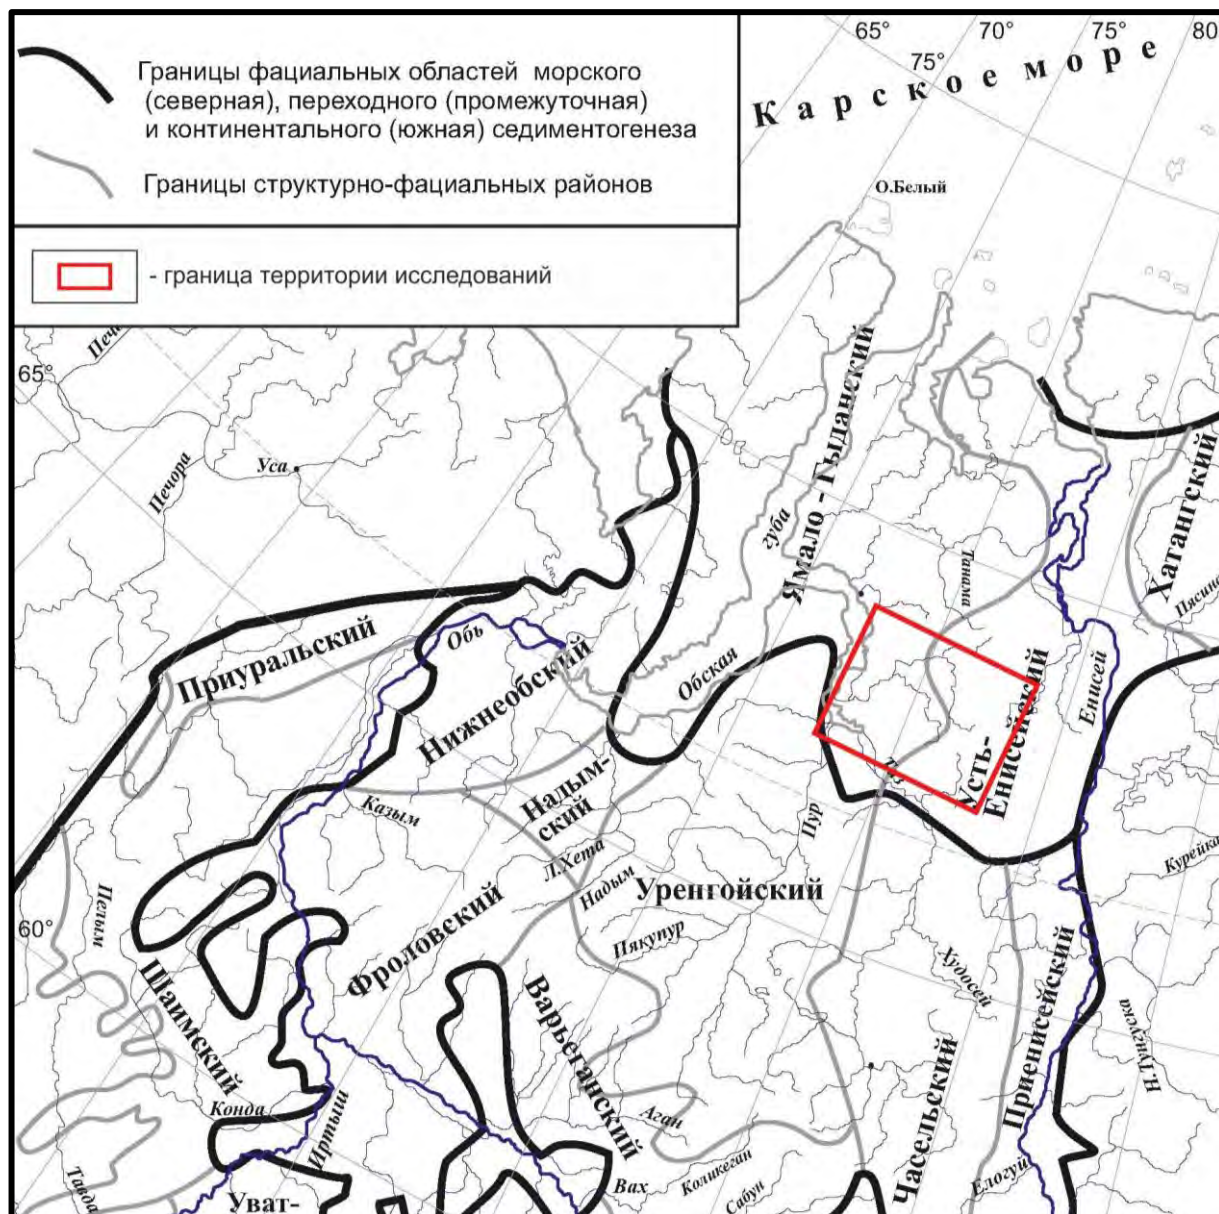 Границы фациальных областей морского
(северная), переходного (промежуточная)
и континентального (южная) седиментогенеза
Границы структурно-фациальных районов
- граница территории исследований
65°
70°
75°
80
75°
Карское море
О.Белый
65°
60°
Печора
Уса
Ямало - Гыданский
губа
Обская
Танама
Хатангский
Енисей
Усть-
Енисейский
Таз
Пур
Курейка
Приуральский
Обь
Нижнеобский
Казым
Надым-
ский
Л.Хета
Надым
Уренгойский
Пякупур
Фроловский
Пелым
Шаимский
Варьеганский
Худосей
Приенисейский
Н.Тунгуска
Конда
Иртыш
Аган
Коликеган
Сабун
Вах
Часельский
Елогуй
Тавда
Уват-